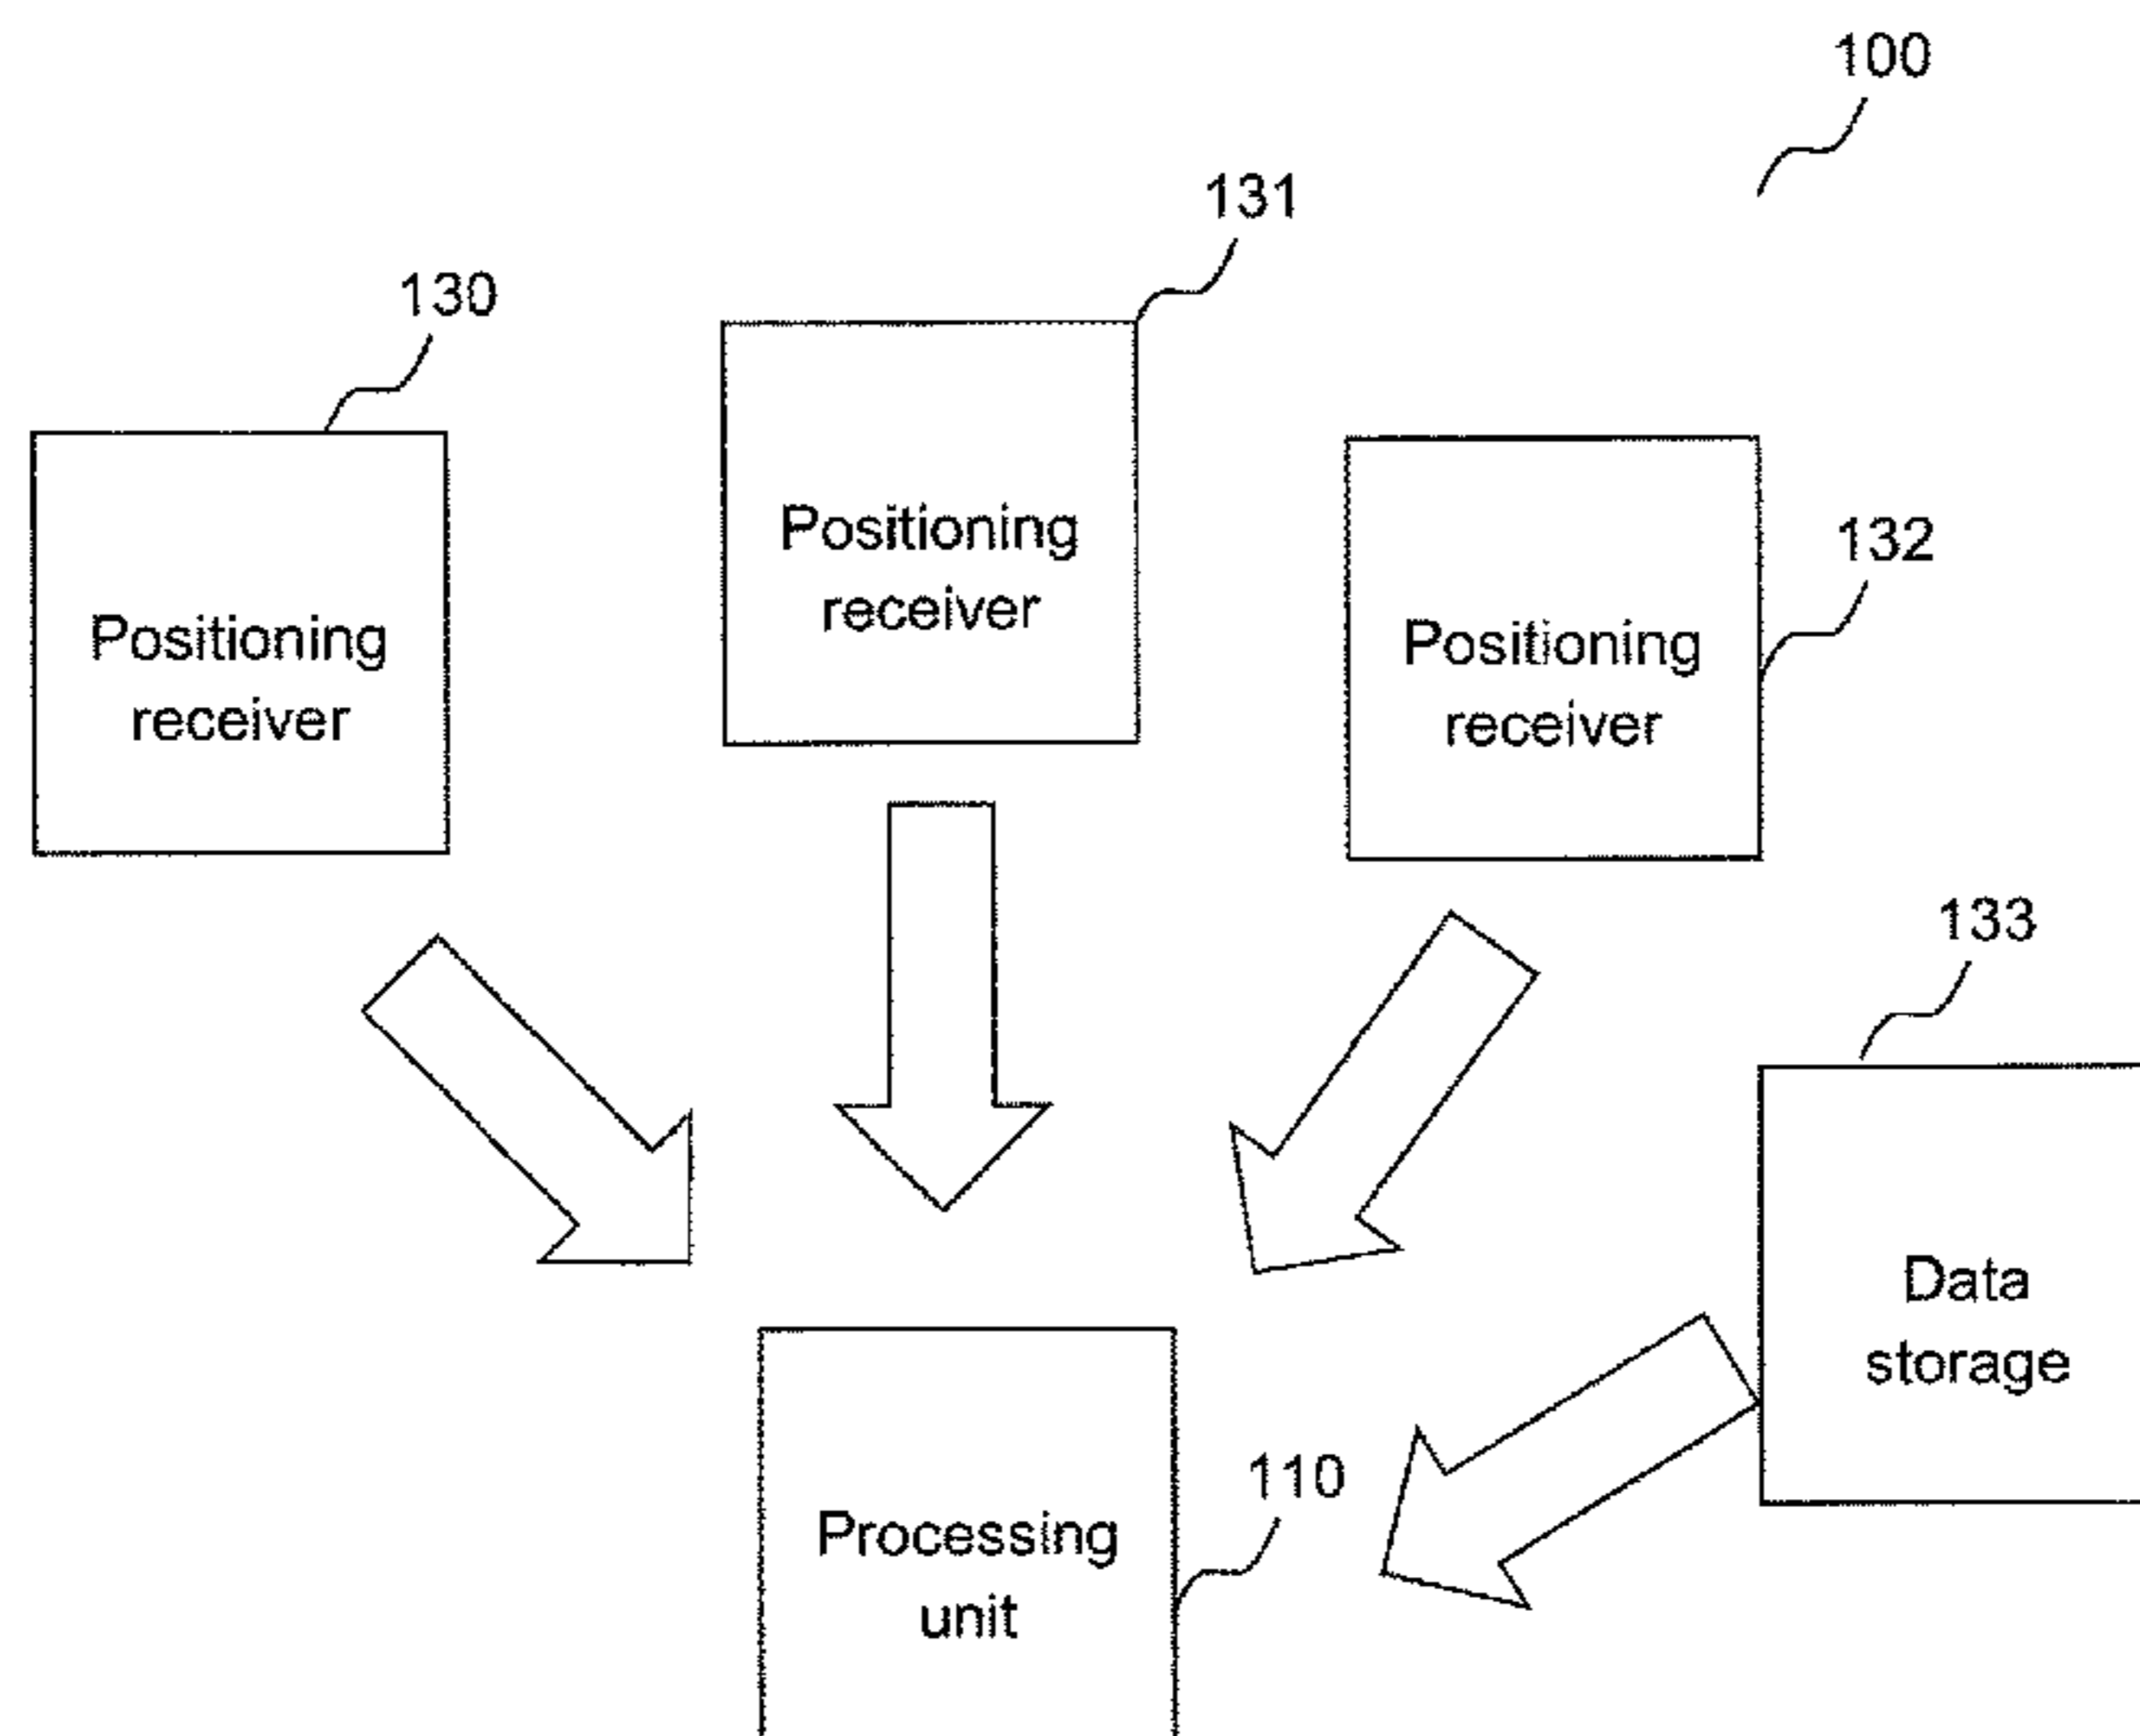 100
131
130
Positioning
receiver
132
Positioning
receiver
Positioning
receiver
133
Data
storage
110
Processing
unit